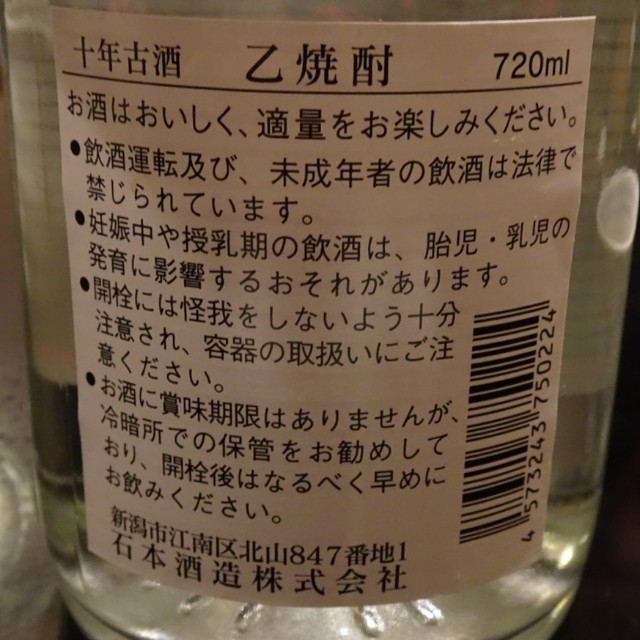 十年古酒 乙焼酎 720ml
お酒はおいしく、適量をお楽しみください。
●飲酒運転及び、未成年者の飲酒は法律で
禁じられています。
●妊娠中や授乳期の飲酒は、胎児・乳児の
発育に影響するおそれがあります。
●開栓には怪我をしないよう十分
注意され、容器の取扱いにご注
意ください。
●お酒に賞味期限はありませんが、
冷暗所での保管をお勧めして
おり、開栓後はなるべく早めに
お飲みください。
新潟市江南区北山847番地1
石本酒造株式会社
4 573243 750224